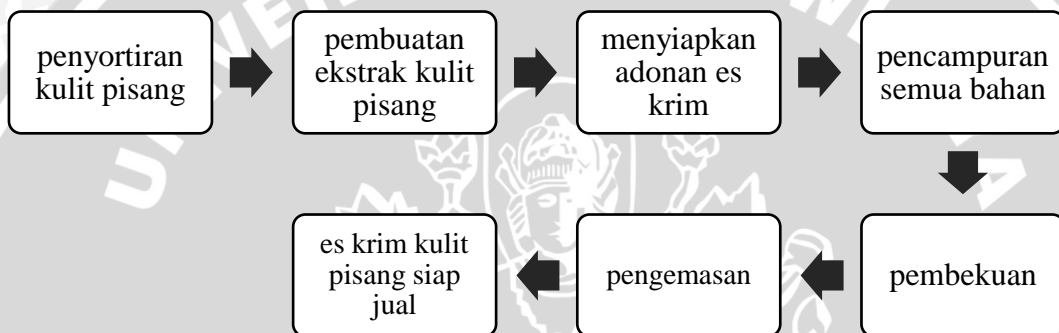 penyortiran
kulit pisang
pembuatan
ekstrak kulit
pisang
menyiapkan
adonan es
krim
pencampuran
semua bahan
pembekuan
pengemasan
es krim kulit
pisang siap
jual